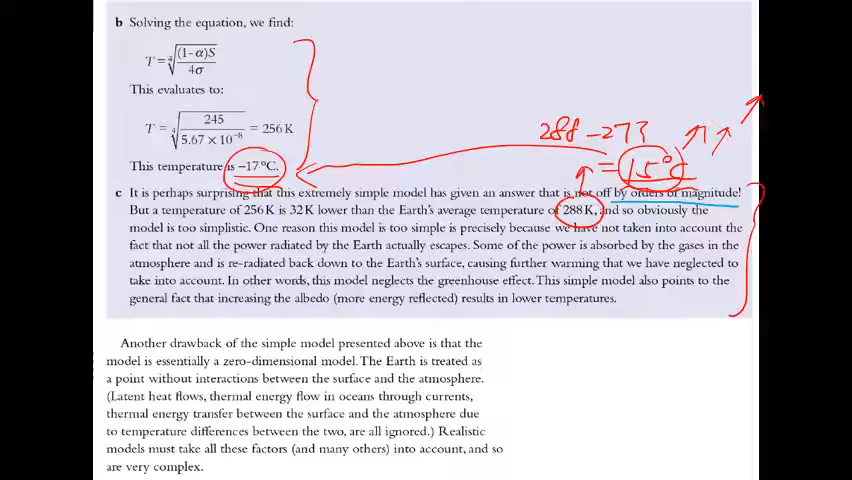 b Solving the equation, we find:
T = ⁴√((1–α)S / 4σ)
This evaluates to:
T = ⁴√(245 / 5.67 × 10⁻⁸) = 256 K
288 – 273
= 15°C
This temperature is –17 °C.
c It is perhaps surprising that this extremely simple model has given an answer that is not off by orders of magnitude!
But a temperature of 256 K is 32 K lower than the Earth's average temperature of 288 K, and so obviously the
model is too simplistic. One reason this model is too simple is precisely because we have not taken into account the
fact that not all the power radiated by the Earth actually escapes. Some of the power is absorbed by the gases in the
atmosphere and is re-radiated back down to the Earth's surface, causing further warming that we have neglected to
take into account. In other words, this model neglects the greenhouse effect. This simple model also points to the
general fact that increasing the albedo (more energy reflected) results in lower temperatures.
Another drawback of the simple model presented above is that the
model is essentially a zero-dimensional model. The Earth is treated as
a point without interactions between the surface and the atmosphere.
(Latent heat flows, thermal energy flow in oceans through currents,
thermal energy transfer between the surface and the atmosphere due
to temperature differences between the two, are all ignored.) Realistic
models must take all these factors (and many others) into account, and so
are very complex.